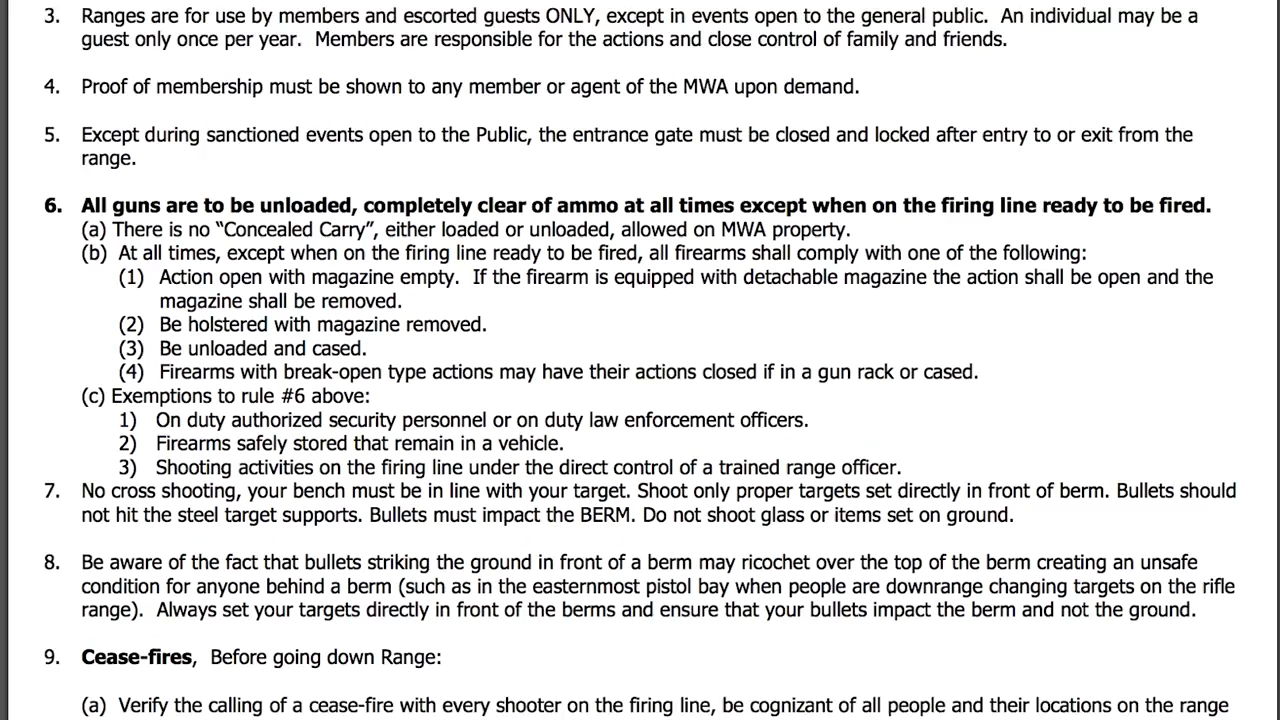 3. Ranges are for use by members and escorted guests ONLY, except in events open to the general public. An individual may be a
guest only once per year. Members are responsible for the actions and close control of family and friends.
4. Proof of membership must be shown to any member or agent of the MWA upon demand.
5. Except during sanctioned events open to the Public, the entrance gate must be closed and locked after entry to or exit from the
range.
6. All guns are to be unloaded, completely clear of ammo at all times except when on the firing line ready to be fired.
(a) There is no “Concealed Carry”, either loaded or unloaded, allowed on MWA property.
(b) At all times, except when on the firing line ready to be fired, all firearms shall comply with one of the following:
(1) Action open with magazine empty. If the firearm is equipped with detachable magazine the action shall be open and the
magazine shall be removed.
(2) Be holstered with magazine removed.
(3) Be unloaded and cased.
(4) Firearms with break-open type actions may have their actions closed if in a gun rack or cased.
(c) Exemptions to rule #6 above:
1) On duty authorized security personnel or on duty law enforcement officers.
2) Firearms safely stored that remain in a vehicle.
3) Shooting activities on the firing line under the direct control of a trained range officer.
7. No cross shooting, your bench must be in line with your target. Shoot only proper targets set directly in front of berm. Bullets should
not hit the steel target supports. Bullets must impact the BERM. Do not shoot glass or items set on ground.
8. Be aware of the fact that bullets striking the ground in front of a berm may ricochet over the top of the berm creating an unsafe
condition for anyone behind a berm (such as in the easternmost pistol bay when people are downrange changing targets on the rifle
range). Always set your targets directly in front of the berms and ensure that your bullets impact the berm and not the ground.
9. Cease-fires, Before going down Range:
(a) Verify the calling of a cease-fire with every shooter on the firing line, be cognizant of all people and their locations on the range